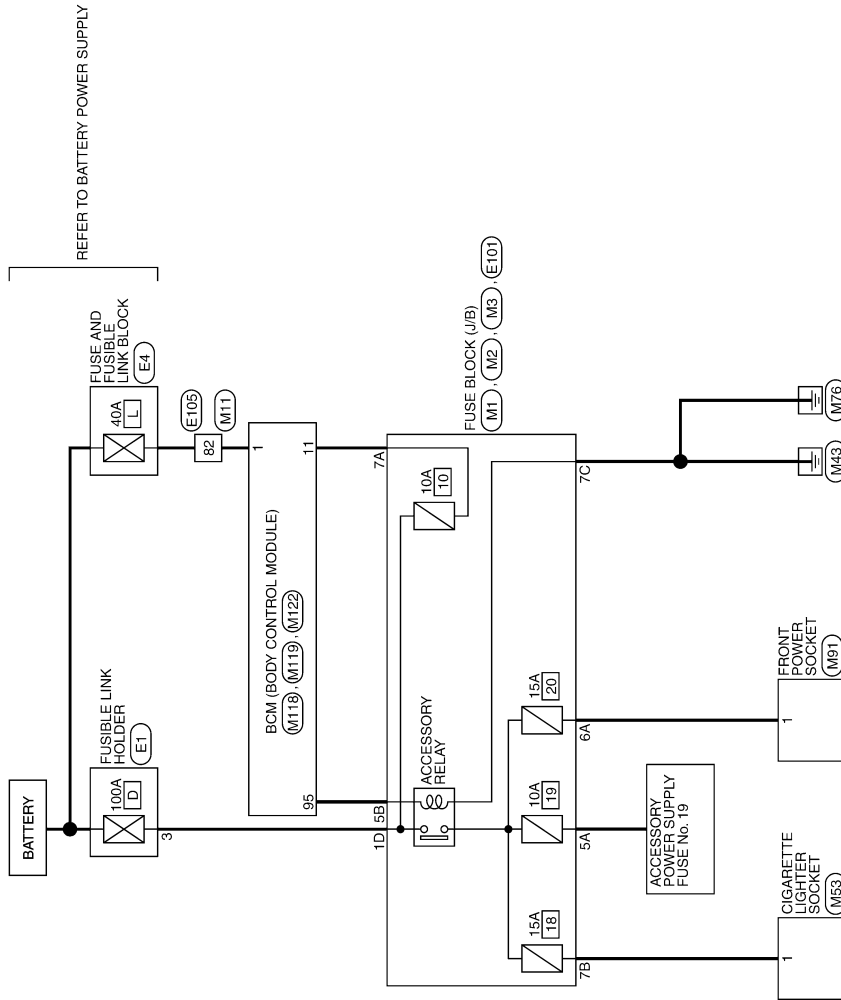 REFER TO BATTERY POWER SUPPLY
BATTERY
FUSIBLE LINK
HOLDER
E1
100A
D
3
FUSE AND
FUSIBLE
LINK BLOCK
E4
40A
L
82
E105
M11
1
11
BCM (BODY CONTROL MODULE)
M118 , M119 , M122
95
1D
5B
7A
FUSE BLOCK (J/B)
M1 , M2 , M3 , E101
10A
10
ACCESSORY
RELAY
15A
18
10A
19
15A
20
7B
5A
6A
7C
ACCESSORY
POWER SUPPLY
FUSE No. 19
1
CIGARETTE
LIGHTER
SOCKET
M53
1
FRONT
POWER
SOCKET
M91
M43
M76